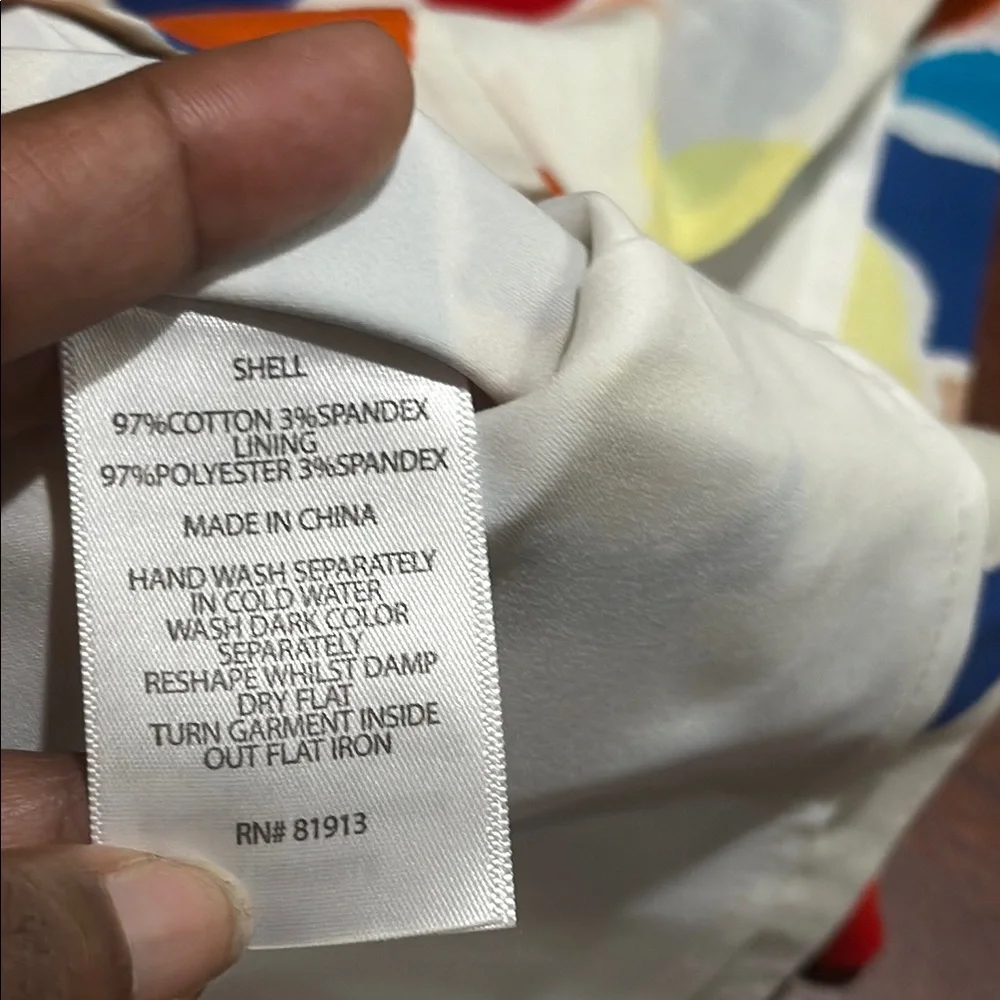 SHELL
97%COTTON 3%SPANDEX
LINING
97%POLYESTER 3%SPANDEX
MADE IN CHINA
HAND WASH SEPARATELY
IN COLD WATER
WASH DARK COLOR
SEPARATELY
RESHAPE WHILST DAMP
DRY FLAT
TURN GARMENT INSIDE
OUT FLAT IRON
RN# 81913